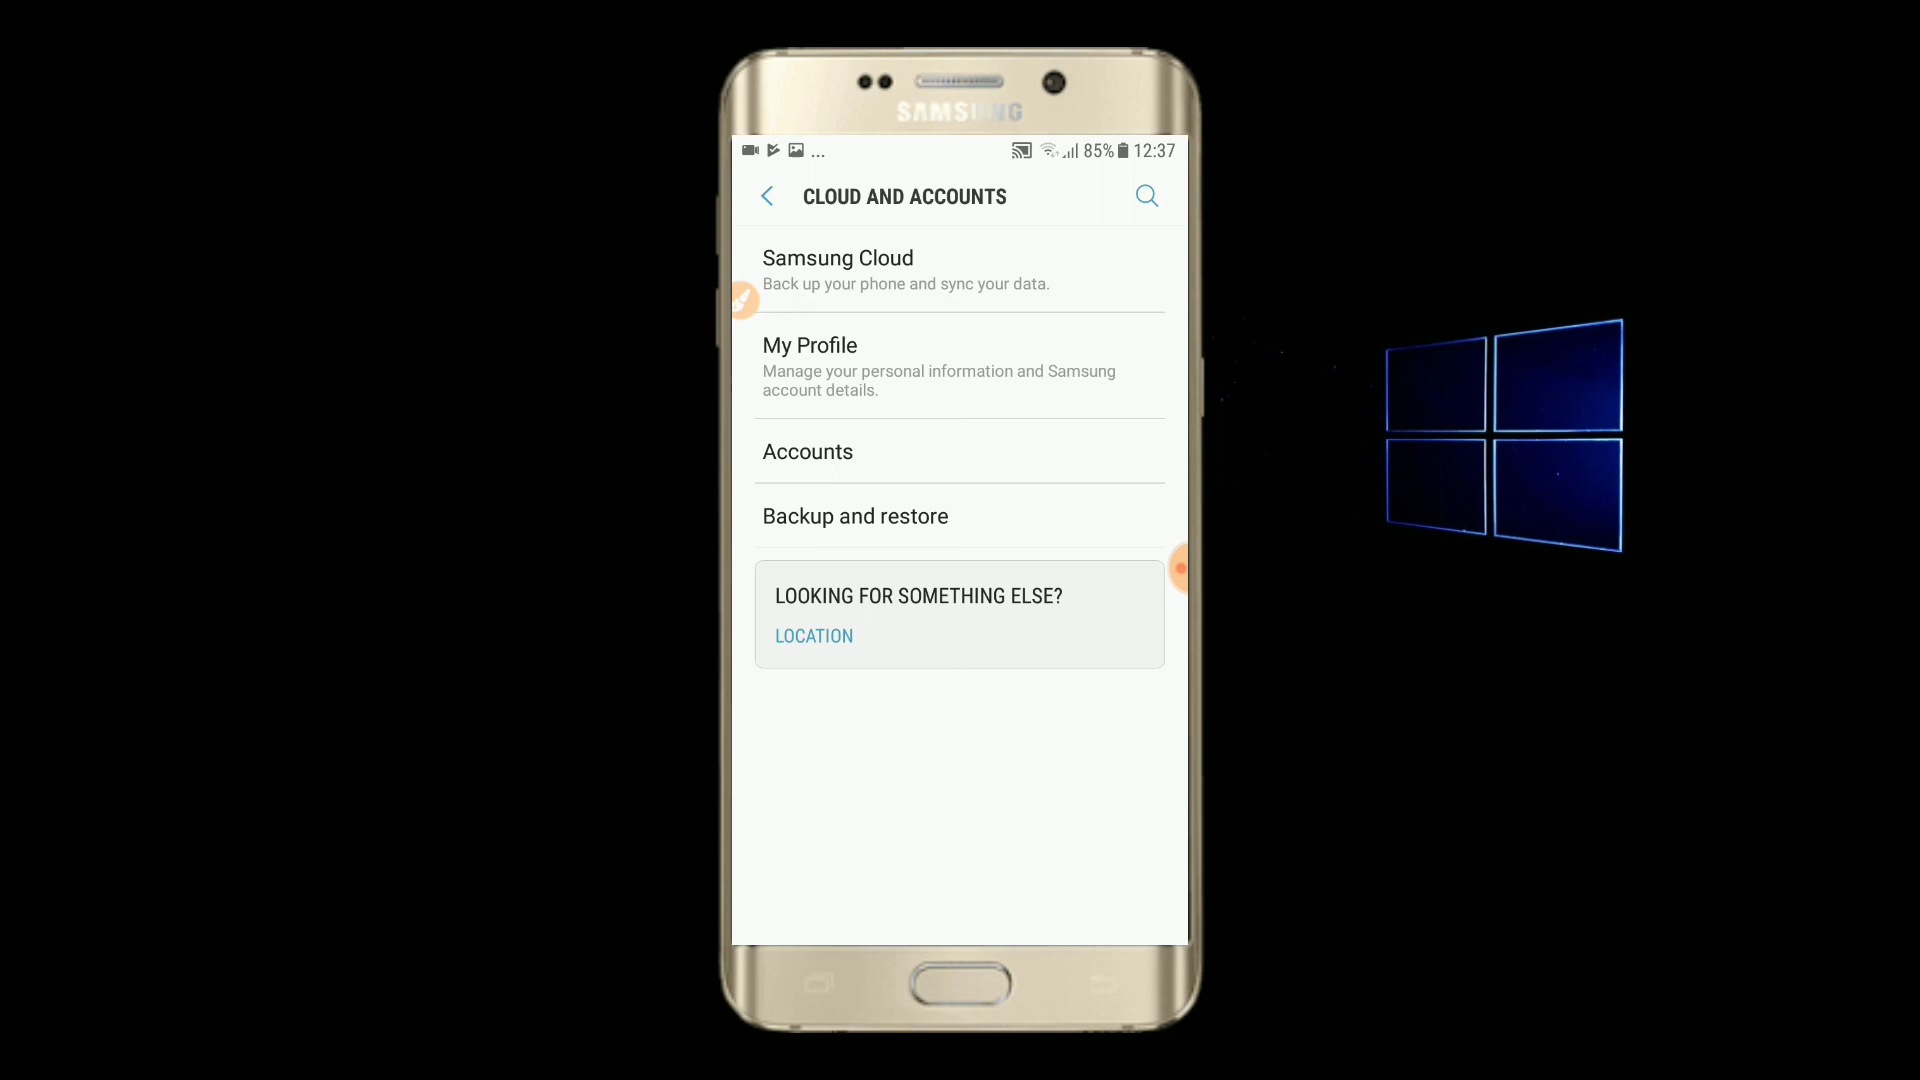 SAMSUNG
... 85% 12:37
CLOUD AND ACCOUNTS
Samsung Cloud
Back up your phone and sync your data.
My Profile
Manage your personal information and Samsung
account details.
Accounts
Backup and restore
LOOKING FOR SOMETHING ELSE?
LOCATION